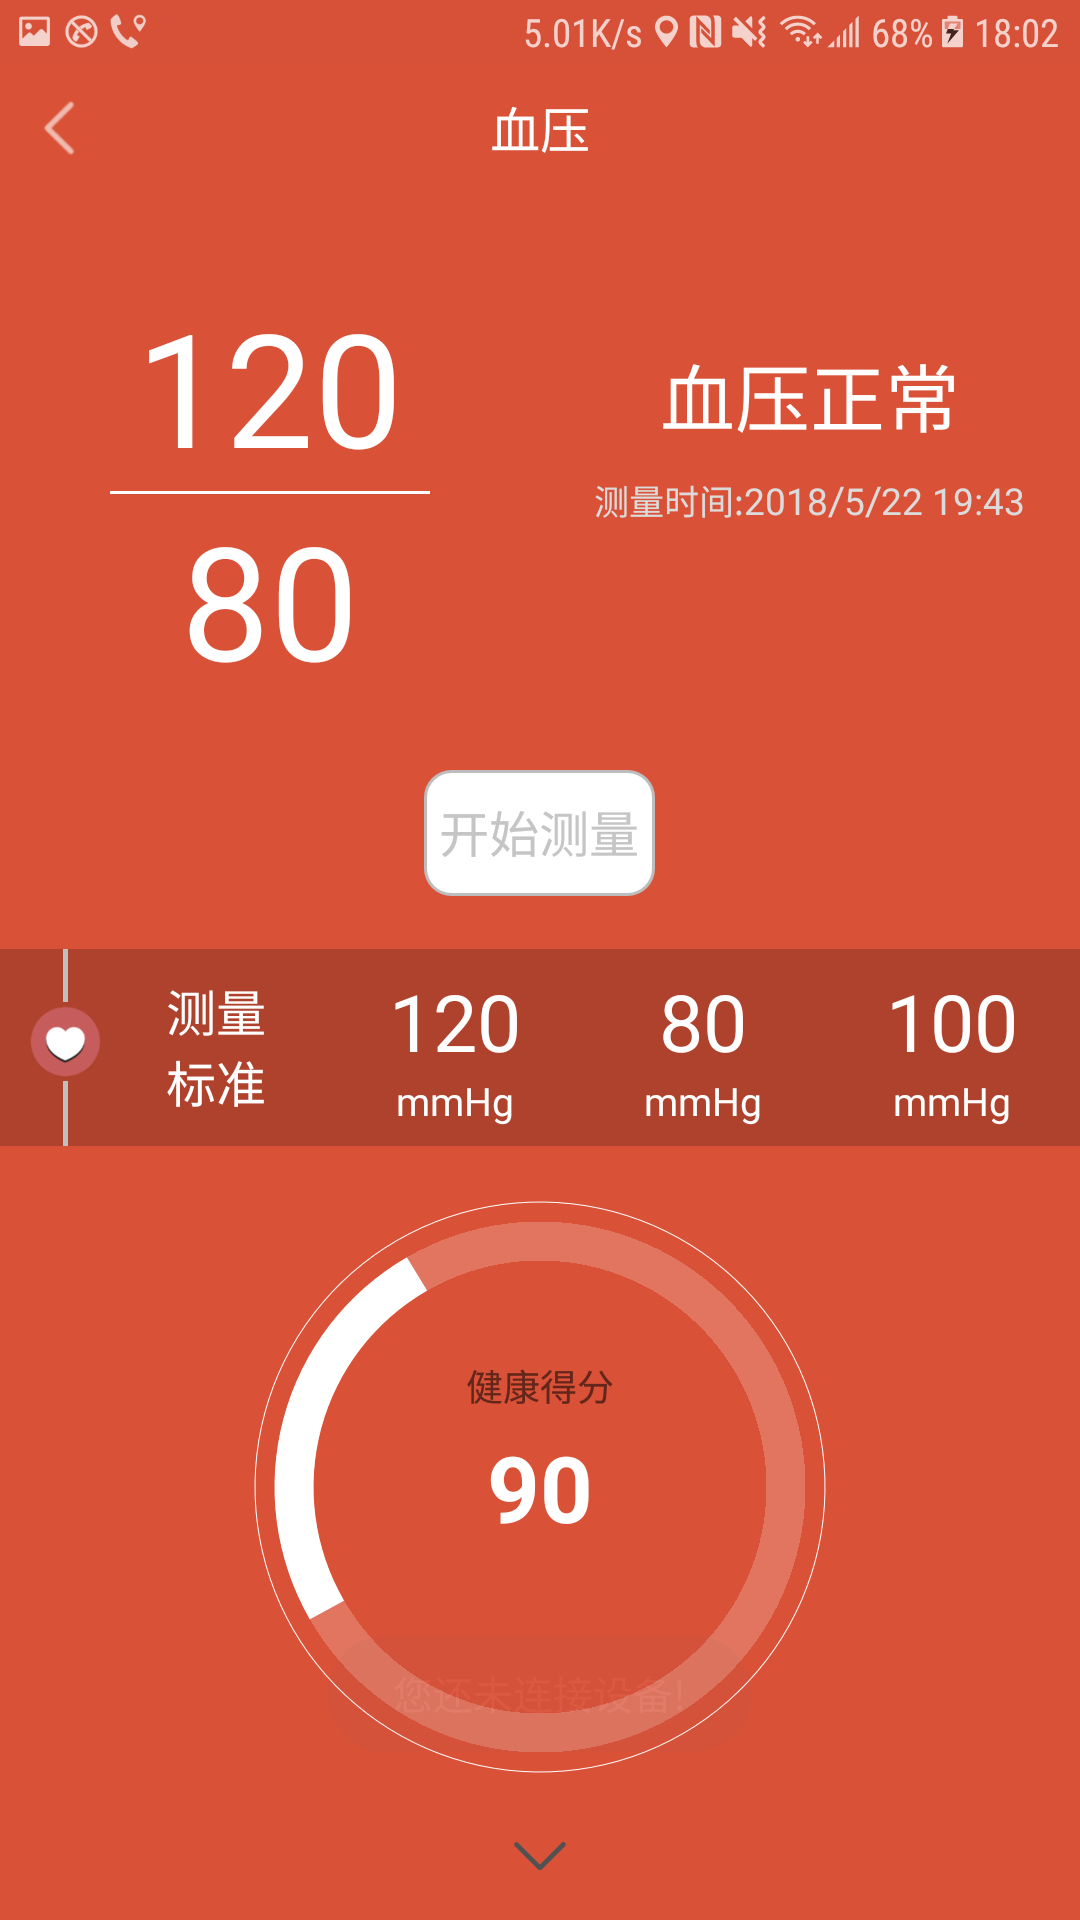 5.01K/s 68% 18:02
血压
120
80
血压正常
测量时间:2018/5/22 19:43
开始测量
测量
标准
120 80 100
mmHg mmHg mmHg
健康得分
90
您还未连接设备!